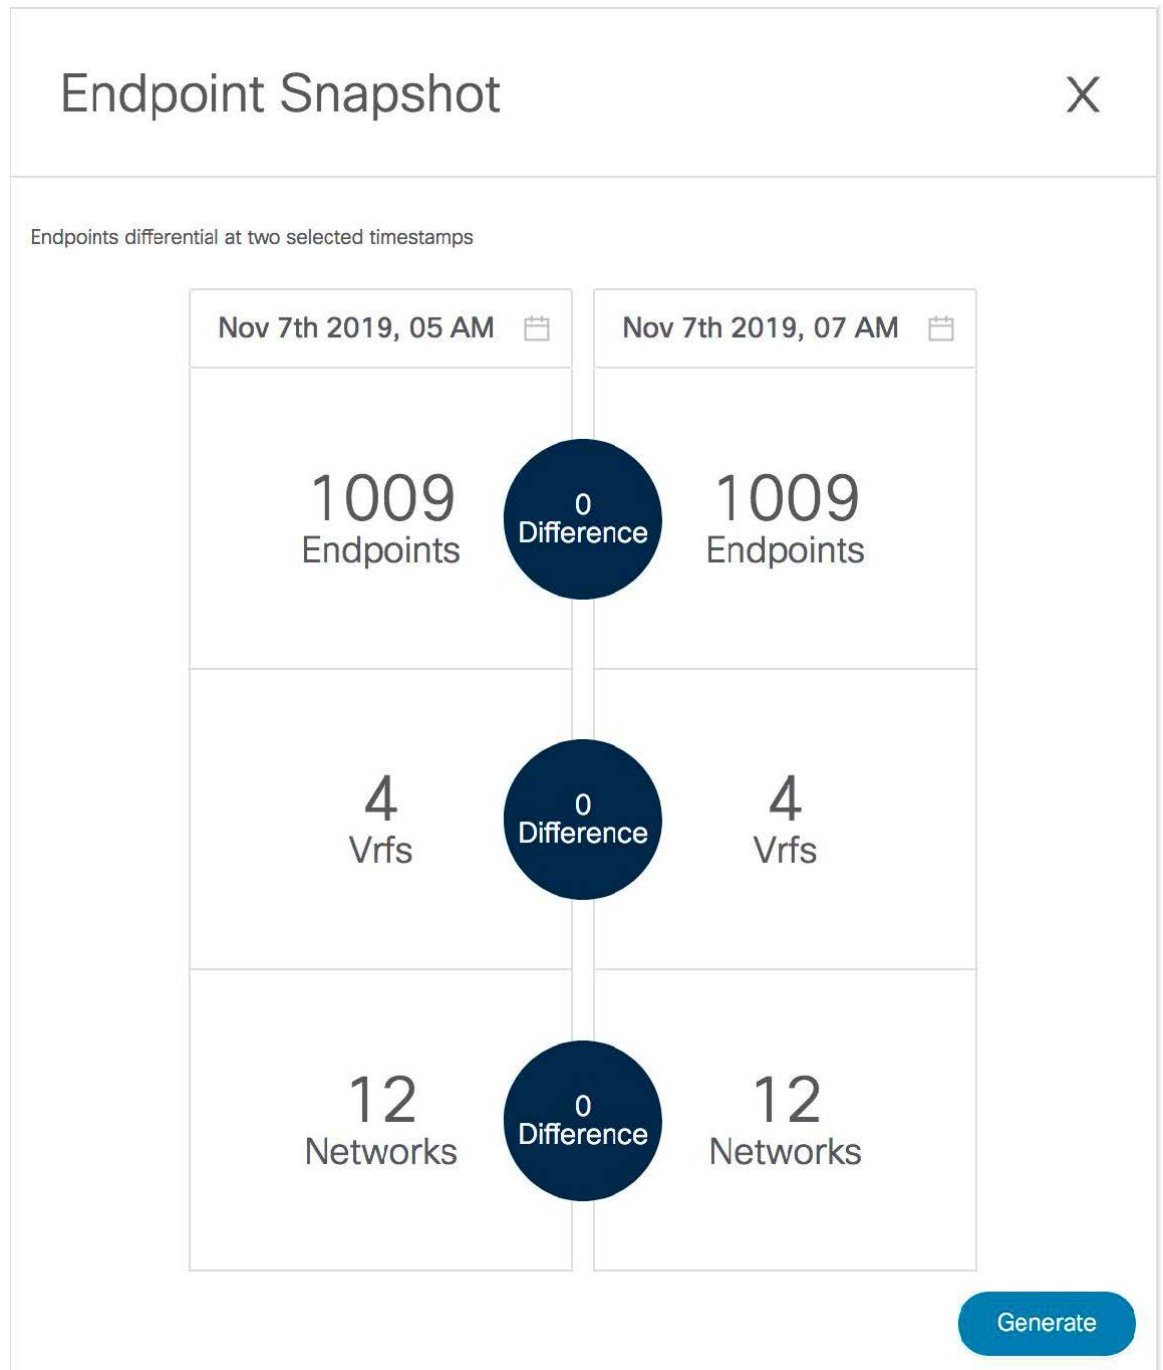 Endpoint Snapshot
X
Endpoints differential at two selected timestamps
Nov 7th 2019, 05 AM
Nov 7th 2019, 07 AM
1009
Endpoints
0
Difference
1009
Endpoints
4
Vrfs
0
Difference
4
Vrfs
12
Networks
0
Difference
12
Networks
Generate